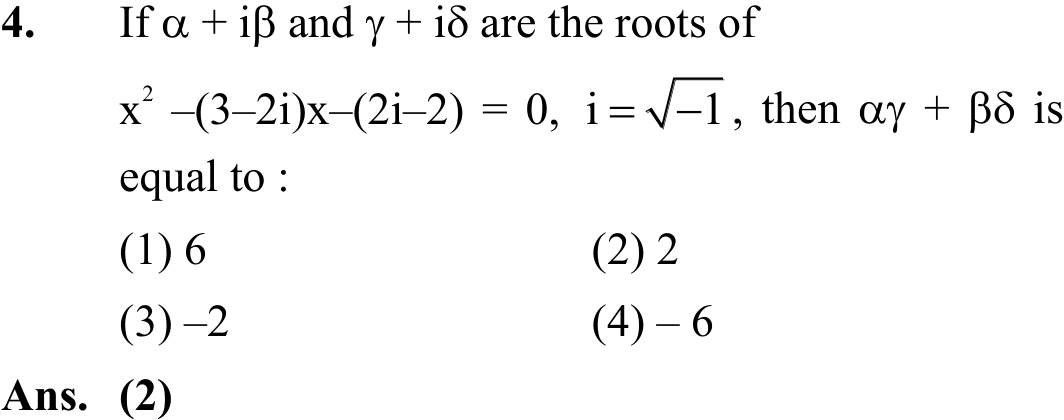 4. If α + iβ and γ + iδ are the roots of
x² –(3–2i)x–(2i–2) = 0, i = √–1, then αγ + βδ is
equal to :
(1) 6 (2) 2
(3) –2 (4) – 6
Ans. (2)